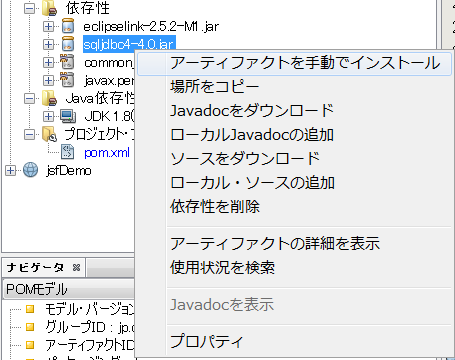 依存性
eclipselink-2.5.2-M1.jar
sqljdbc4-4.0.jar
common
javax.per
Java依存性
JDK 1.8(
プロジェクト・フ
pom.xml
jsfDemo
アーティファクトを手動でインストール
場所をコピー
Javadocをダウンロード
ローカルJavadocの追加
ソースをダウンロード
ローカル・ソースの追加
依存性を削除
アーティファクトの詳細を表示
使用状況を検索
Javadocを表示
プロパティ
ナビゲータ
POMモデル
モデル・バージョン
グループID : jp.c
アーティファクトID